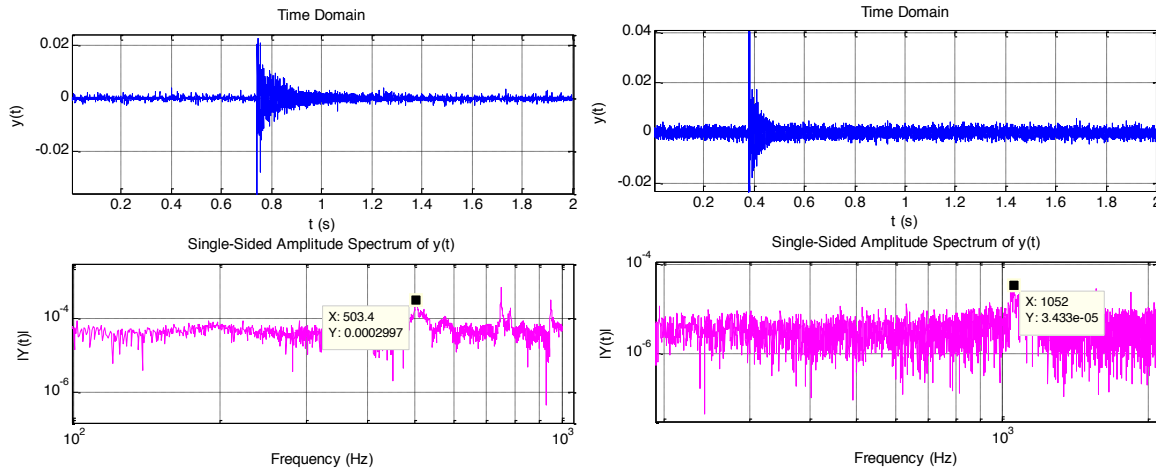 Time Domain
0.02
0
-0.02
y(t)
0.2 0.4 0.6 0.8 1 1.2 1.4 1.6 1.8 2
t (s)
Single-Sided Amplitude Spectrum of y(t)
10^-4
10^-6
|Y(t)|
X: 503.4
Y: 0.0002997
10^2 10^3
Frequency (Hz)
Time Domain
0.04
0.02
0
-0.02
y(t)
0.2 0.4 0.6 0.8 1 1.2 1.4 1.6 1.8 2
t (s)
Single-Sided Amplitude Spectrum of y(t)
10^-4
10^-6
|Y(t)|
X: 1052
Y: 3.433e-05
10^3
Frequency (Hz)